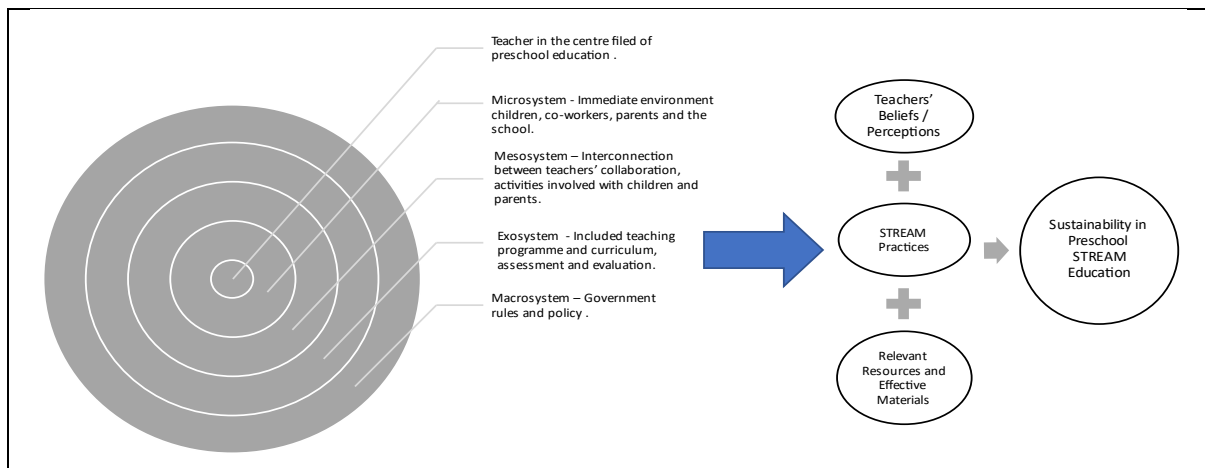 Teacher in the centre filed of
preschool education .
Microsystem - Immediate environment
children, co-workers, parents and the
school.
Mesosystem – Interconnection
between teachers’ collaboration,
activities involved with children and
parents.
Exosystem  - Included teaching
programme and curriculum,
assessment and evaluation.
Macrosystem – Government
rules and policy .
Teachers’
Beliefs /
Perceptions
STREAM
Practices
Relevant
Resources and
Effective
Materials
Sustainability in
Preschool
STREAM
Education